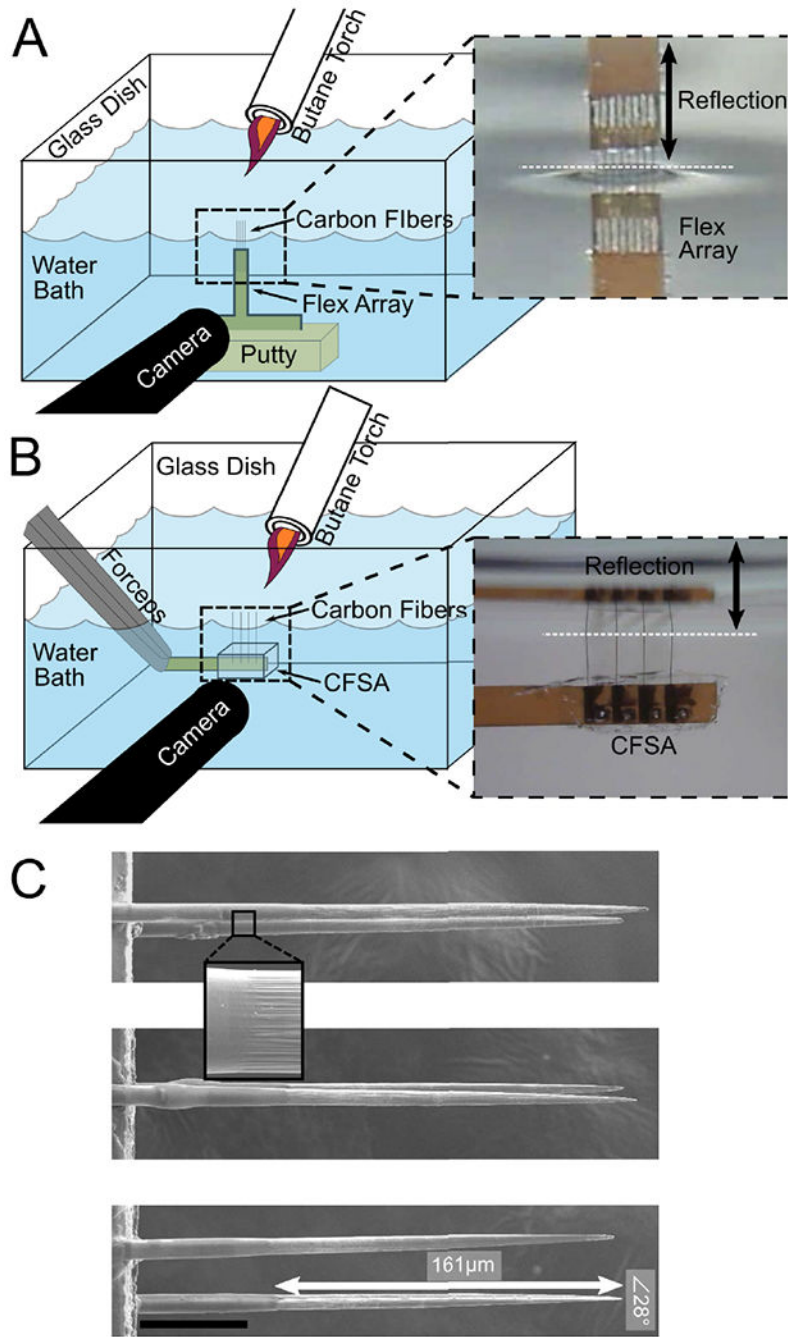 A
Glass Dish
Butane Torch
Carbon FIbers
Water
Bath
Flex Array
Camera
Putty
Reflection
Flex
Array
B
Glass Dish
Butane Torch
Forceps
Carbon Fibers
Water
Bath
CFSA
Camera
Reflection
CFSA
C
161µm
∠28°